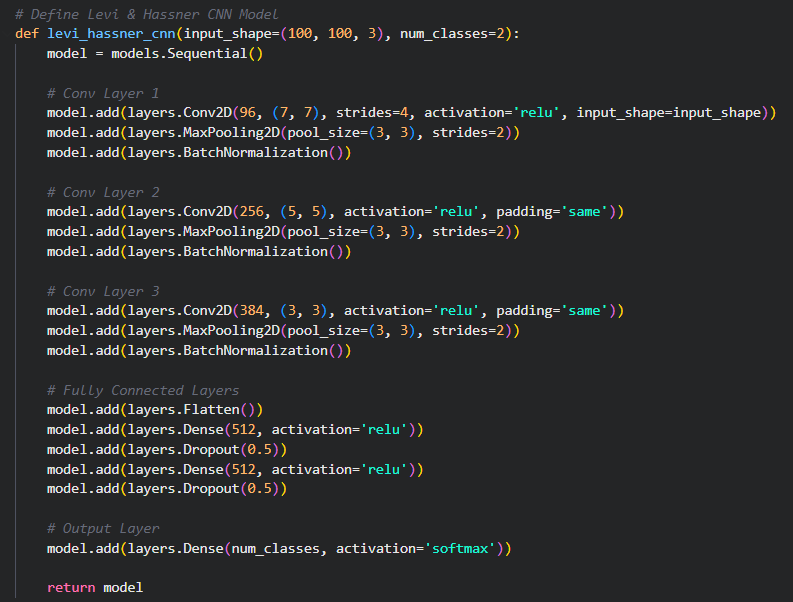 # Define Levi & Hassner CNN Model
def levi_hassner_cnn(input_shape=(100, 100, 3), num_classes=2):
    model = models.Sequential()

    # Conv Layer 1
    model.add(layers.Conv2D(96, (7, 7), strides=4, activation='relu', input_shape=input_shape))
    model.add(layers.MaxPooling2D(pool_size=(3, 3), strides=2))
    model.add(layers.BatchNormalization())

    # Conv Layer 2
    model.add(layers.Conv2D(256, (5, 5), activation='relu', padding='same'))
    model.add(layers.MaxPooling2D(pool_size=(3, 3), strides=2))
    model.add(layers.BatchNormalization())

    # Conv Layer 3
    model.add(layers.Conv2D(384, (3, 3), activation='relu', padding='same'))
    model.add(layers.MaxPooling2D(pool_size=(3, 3), strides=2))
    model.add(layers.BatchNormalization())

    # Fully Connected Layers
    model.add(layers.Flatten())
    model.add(layers.Dense(512, activation='relu'))
    model.add(layers.Dropout(0.5))
    model.add(layers.Dense(512, activation='relu'))
    model.add(layers.Dropout(0.5))

    # Output Layer
    model.add(layers.Dense(num_classes, activation='softmax'))

    return model